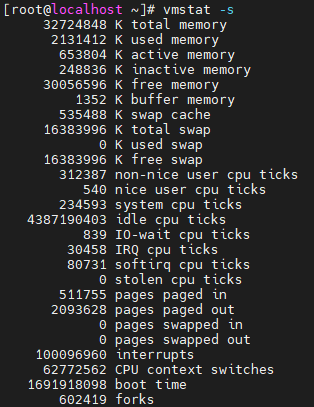 [root@localhost ~]# vmstat -s
32724848 K total memory
2131412 K used memory
653804 K active memory
248836 K inactive memory
30056596 K free memory
1352 K buffer memory
535488 K swap cache
16383996 K total swap
0 K used swap
16383996 K free swap
312387 non-nice user cpu ticks
540 nice user cpu ticks
234593 system cpu ticks
4387190403 idle cpu ticks
839 IO-wait cpu ticks
30458 IRQ cpu ticks
80731 softirq cpu ticks
0 stolen cpu ticks
511755 pages paged in
2093628 pages paged out
0 pages swapped in
0 pages swapped out
100096960 interrupts
62772562 CPU context switches
1691918098 boot time
602419 forks